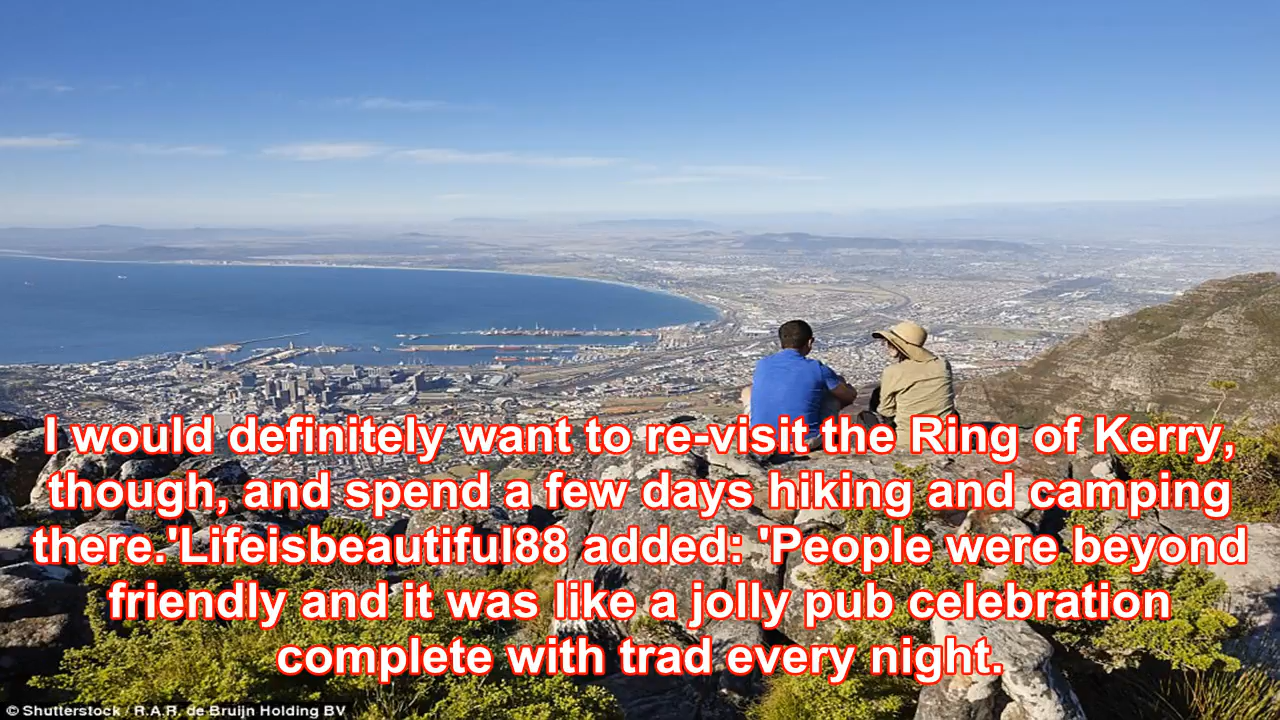 I would definitely want to re-visit the Ring of Kerry,
though, and spend a few days hiking and camping
there.'Lifeisbeautiful88 added: 'People were beyond
friendly and it was like a jolly pub celebration
complete with trad every night.
© Shutterstock / R.A.R. de Bruijn Holding BV